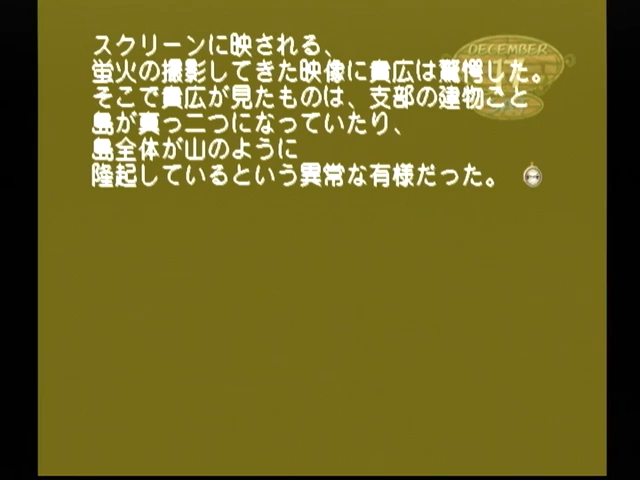 スクリーンに映される、
蛍火の撮影してきた映像に貴広は驚愕した。
そこで貴広が見たものは、支部の建物ごと
島が真っ二つになっていたり、
島全体が山のように
隆起しているという異常な有様だった。
DECEMBER